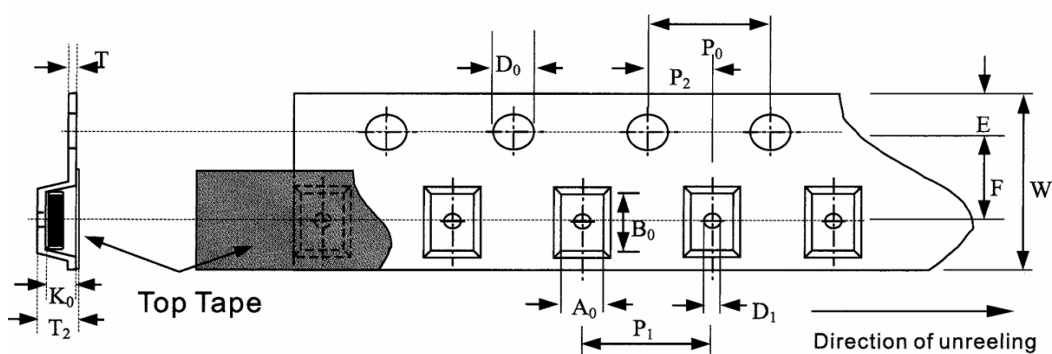 T
D₀
P₀
P₂
E
F
W
B₀
K₀
Top Tape
A₀
D₁
T₂
P₁
Direction of unreeling